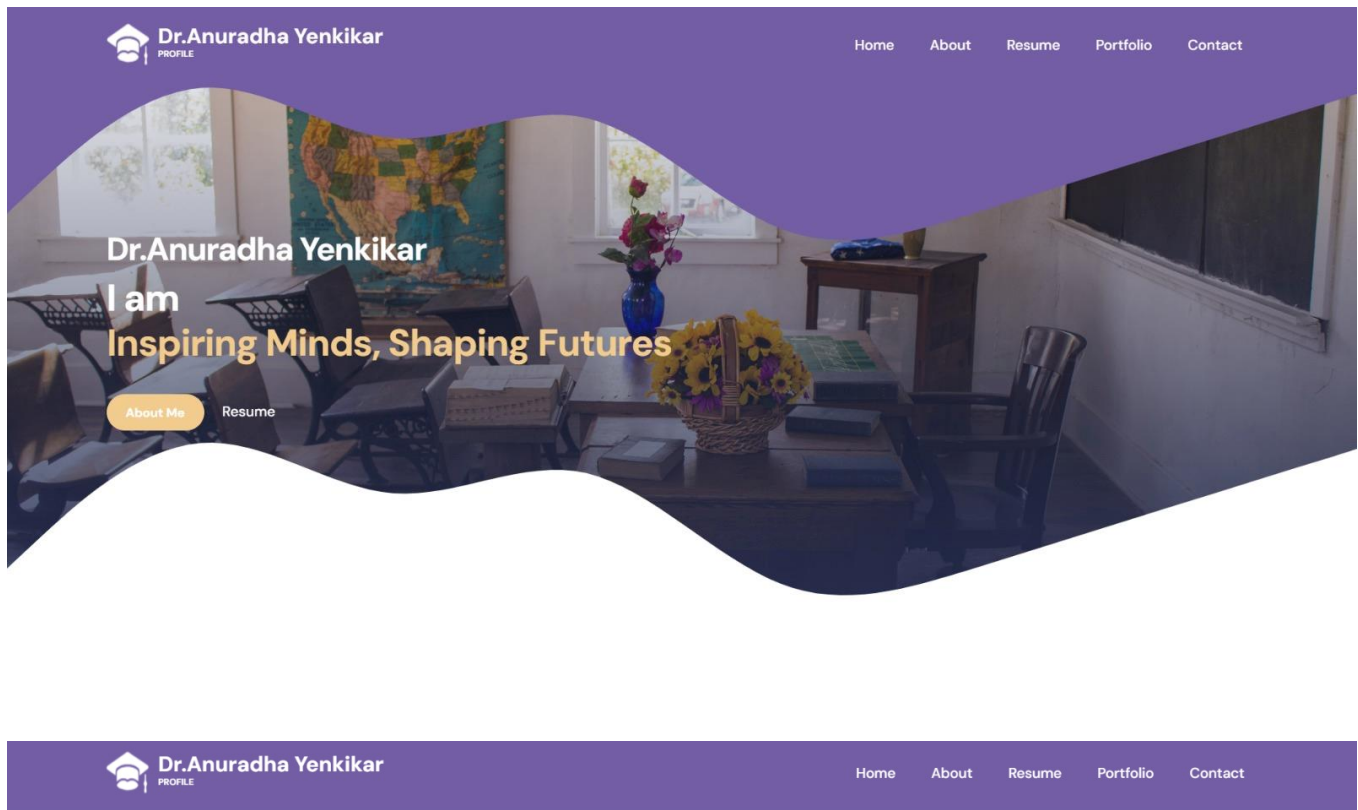 Dr.Anuradha Yenkikar
PROFILE
Home About Resume Portfolio Contact
Dr.Anuradha Yenkikar
I am
Inspiring Minds, Shaping Futures
About Me Resume
Dr.Anuradha Yenkikar
PROFILE
Home About Resume Portfolio Contact